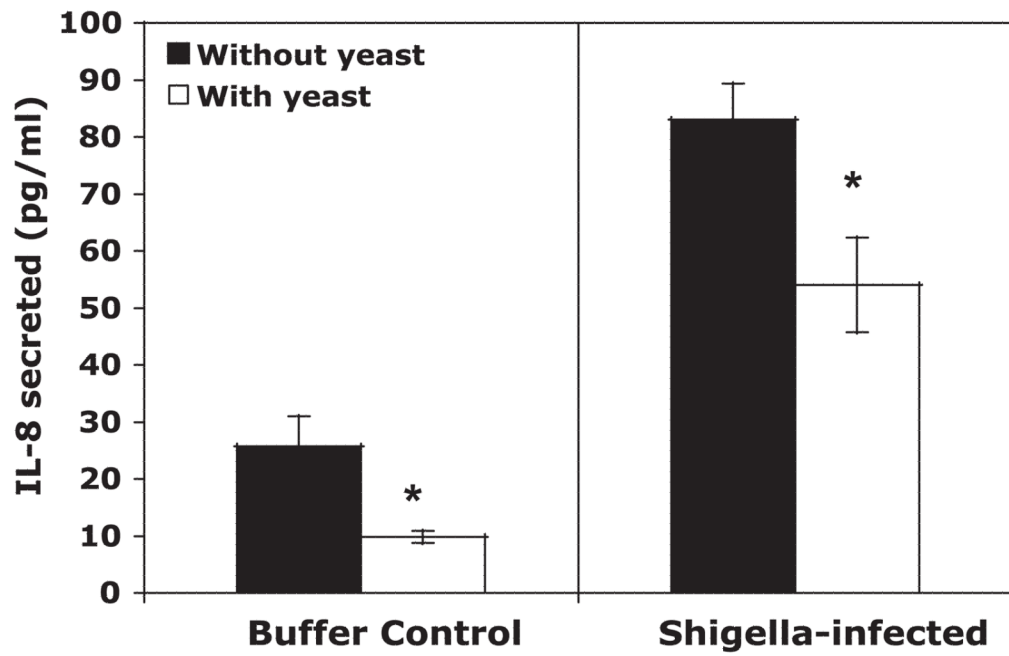 IL-8 secreted (pg/ml)
100
90
80
70
60
50
40
30
20
10
0
Without yeast
With yeast
*
*
Buffer Control
Shigella-infected